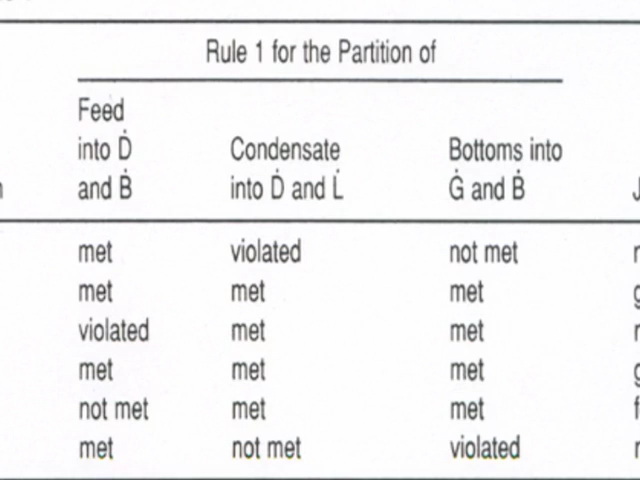 Rule 1 for the Partition of
Feed
into Ḋ Condensate Bottoms into
and Ḃ into Ḋ and L̇ Ġ and Ḃ
met violated not met
met met met
violated met met
met met met
not met met met
met not met violated